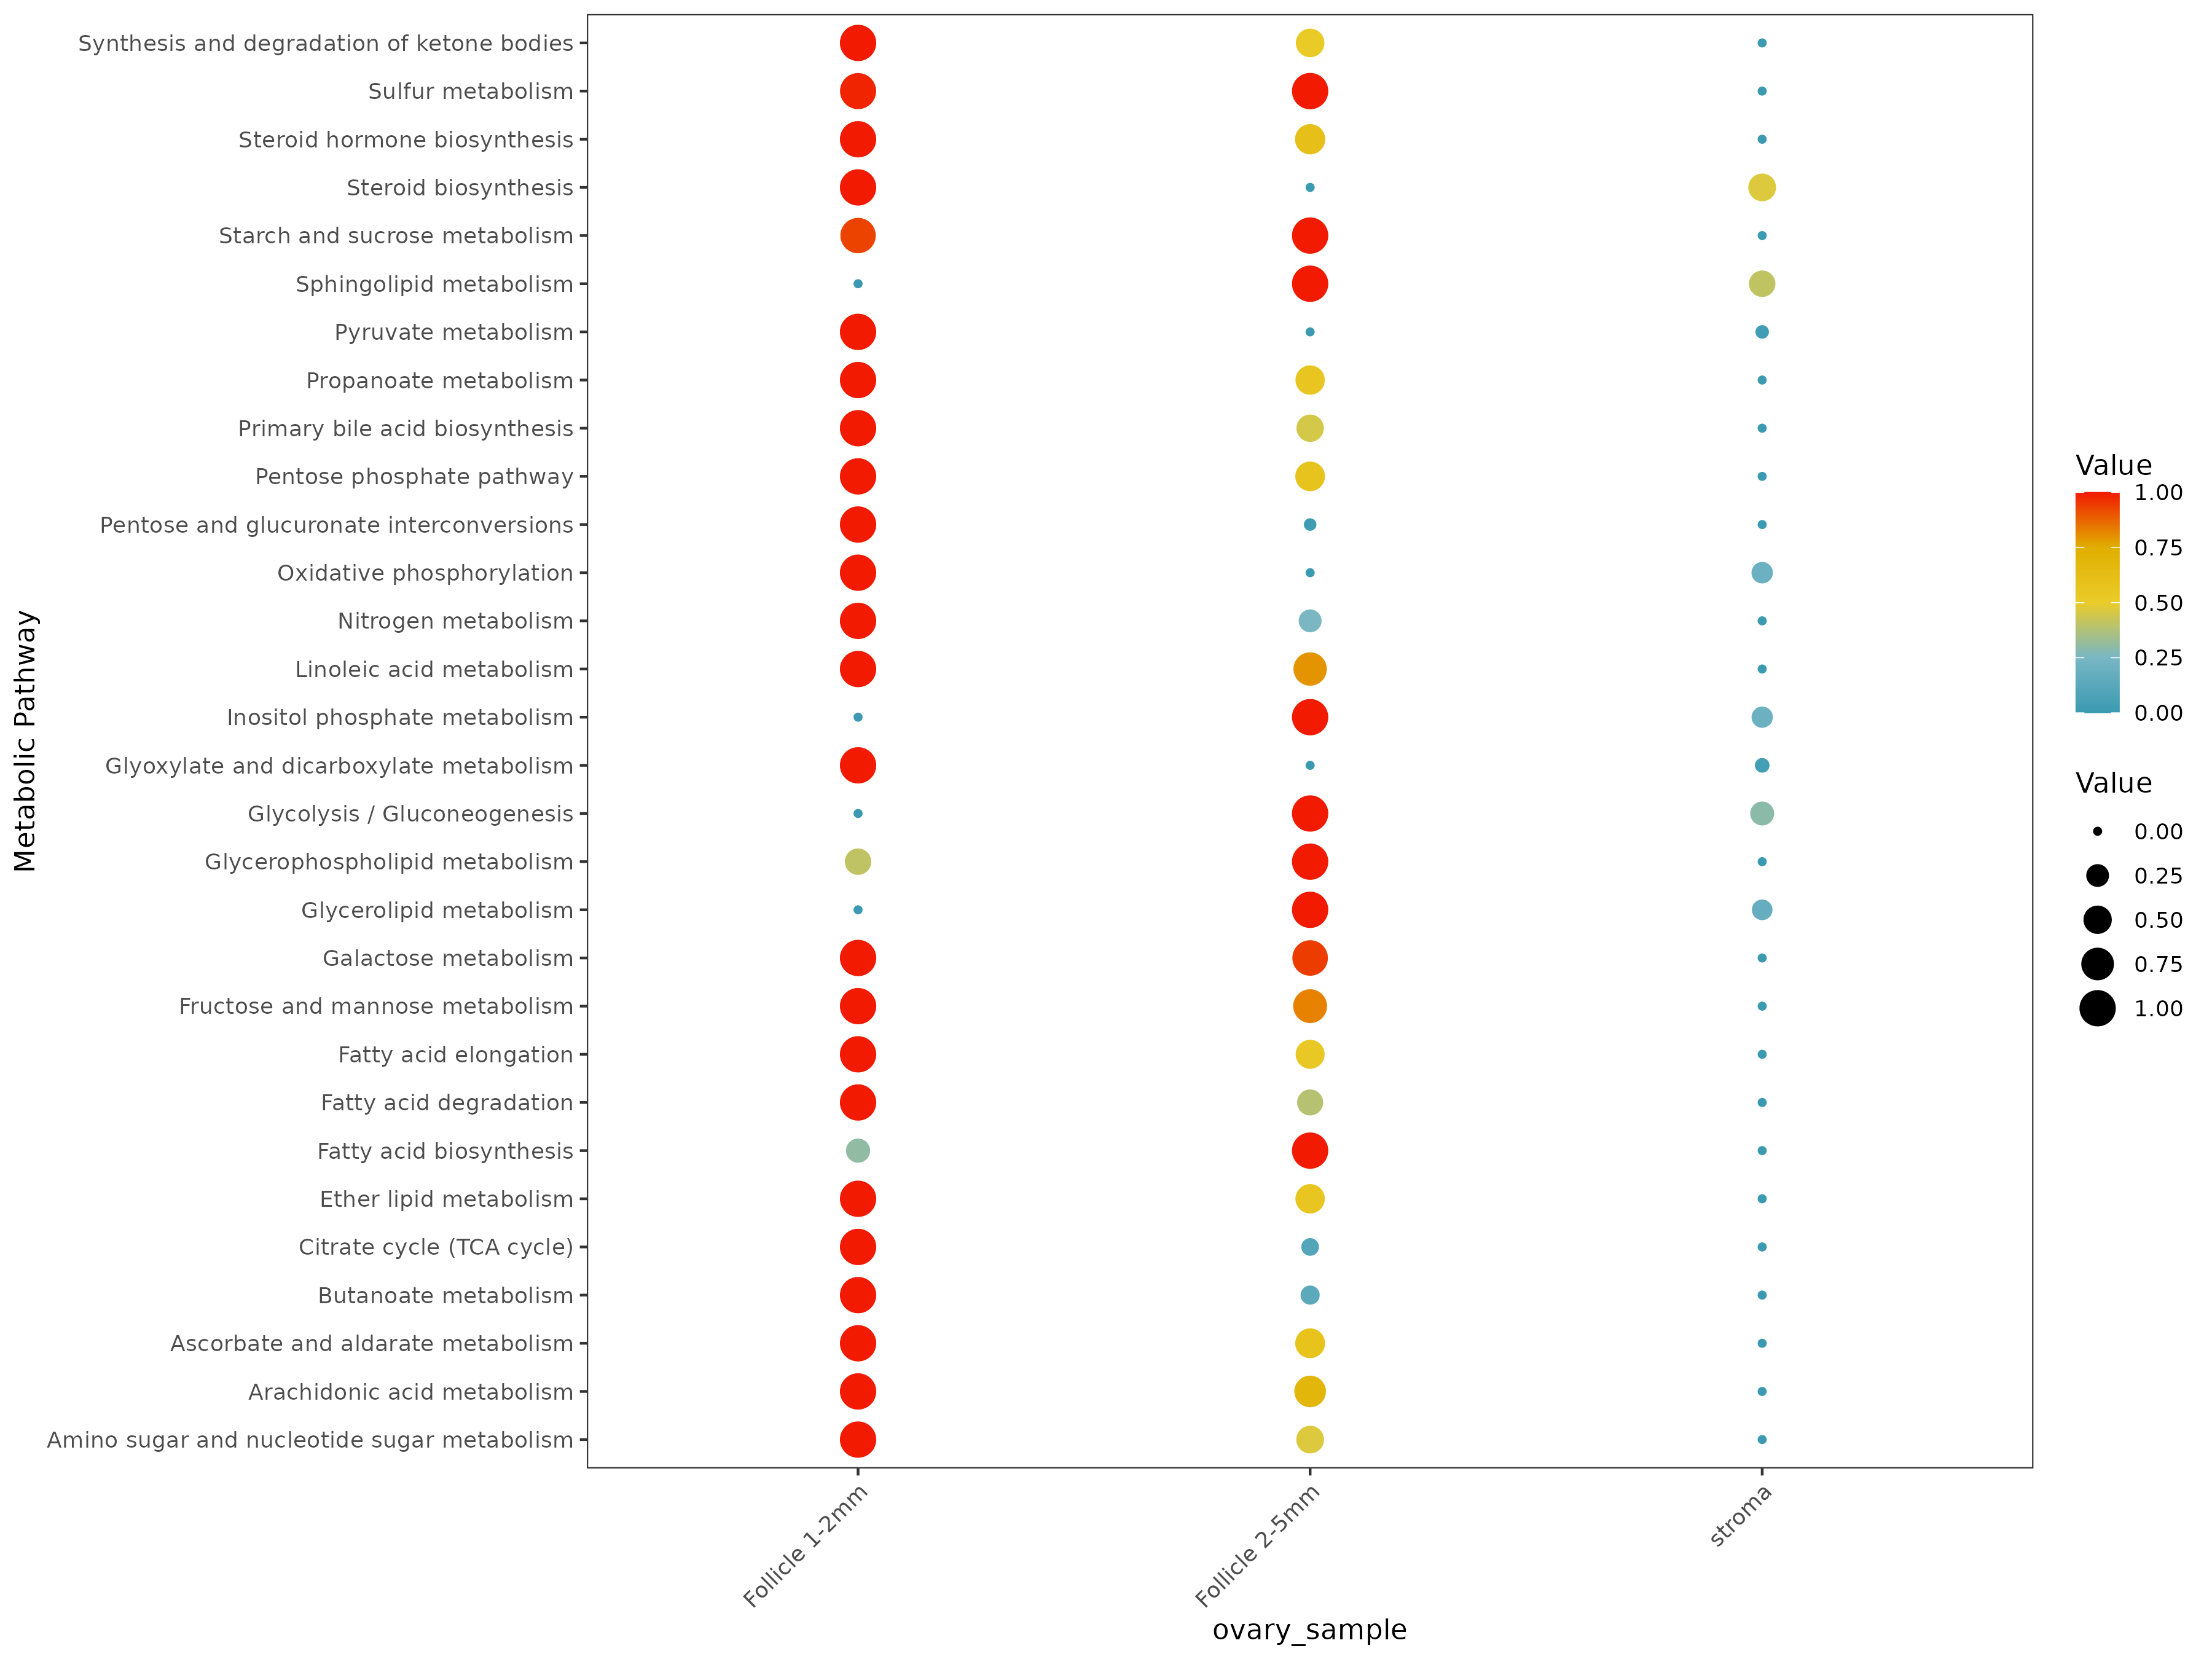 Synthesis and degradation of ketone bodies
Sulfur metabolism
Steroid hormone biosynthesis
Steroid biosynthesis
Starch and sucrose metabolism
Sphingolipid metabolism
Pyruvate metabolism
Propanoate metabolism
Primary bile acid biosynthesis
Pentose phosphate pathway
Pentose and glucuronate interconversions
Oxidative phosphorylation
Nitrogen metabolism
Linoleic acid metabolism
Inositol phosphate metabolism
Glyoxylate and dicarboxylate metabolism
Glycolysis / Gluconeogenesis
Glycerophospholipid metabolism
Glycerolipid metabolism
Galactose metabolism
Fructose and mannose metabolism
Fatty acid elongation
Fatty acid degradation
Fatty acid biosynthesis
Ether lipid metabolism
Citrate cycle (TCA cycle)
Butanoate metabolism
Ascorbate and aldarate metabolism
Arachidonic acid metabolism
Amino sugar and nucleotide sugar metabolism
Metabolic Pathway
Follicle 1-2mm
Follicle 2-5mm
stroma
ovary_sample
Value
1.00
0.75
0.50
0.25
0.00
Value
0.00
0.25
0.50
0.75
1.00